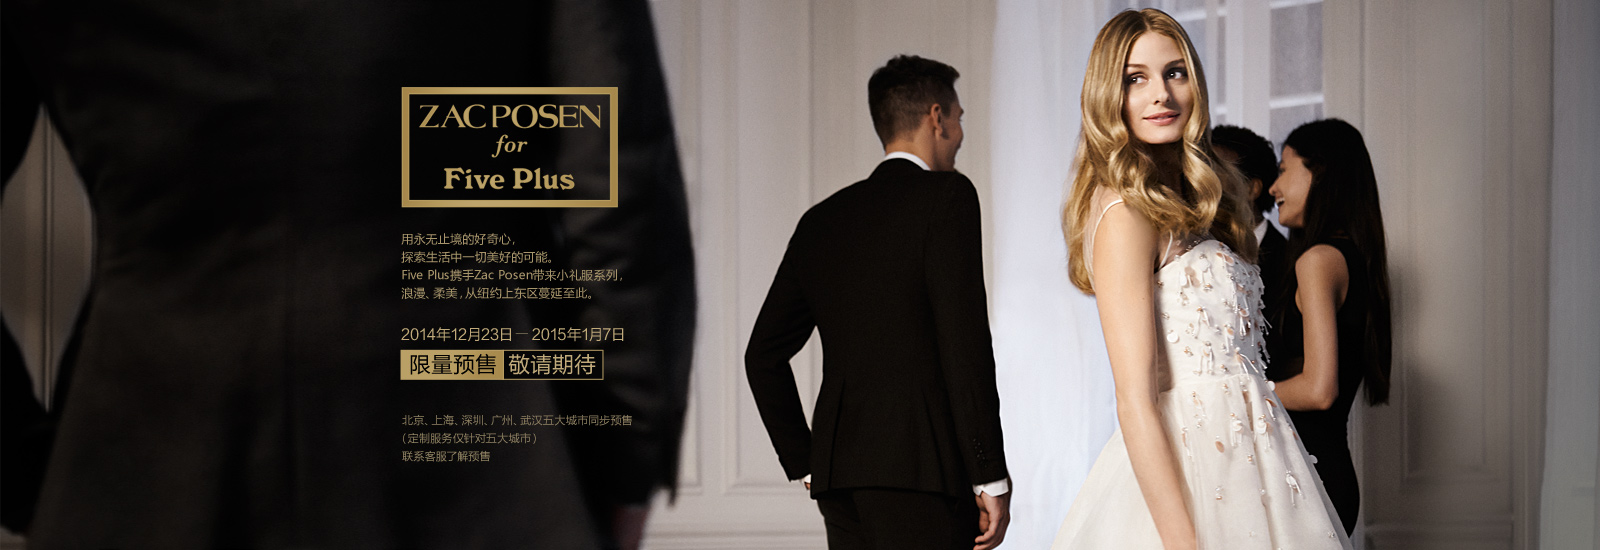 ZAC POSEN
for
Five Plus
用永无止境的好奇心,
探索生活中一切美好的可能。
Five Plus携手Zac Posen带来小礼服系列,
浪漫、柔美,从纽约上东区蔓延至此。
2014年12月23日—2015年1月7日
限量预售 敬请期待
北京、上海、深圳、广州、武汉五大城市同步预售
(定制服务仅针对五大城市)
联系客服了解预售